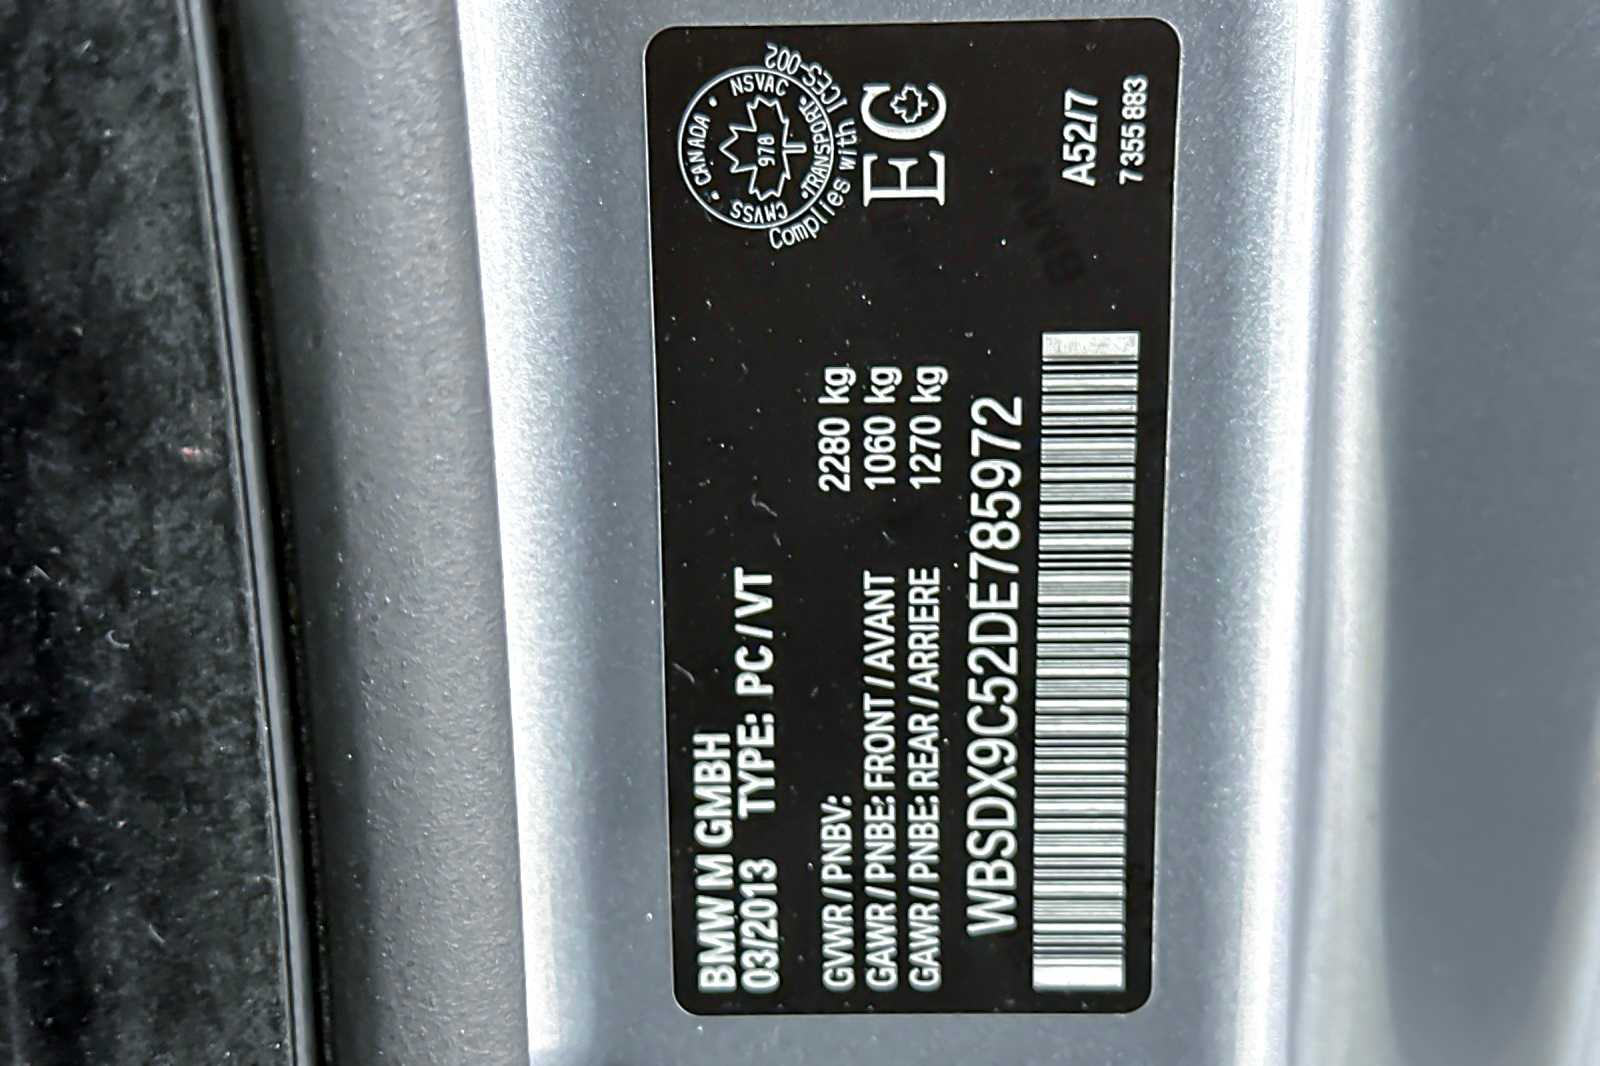 BMW M GMBH
03/2013 TYPE: PC/VT
GVWR/PNBV: 2280 kg
GAWR/PNBE: FRONT/AVANT 1060 kg
GAWR/PNBE: REAR/ARRIERE 1270 kg
WBSDX9C52DE785972
CANADA • NSVAC • TRANSPORT • CMVSS •
978
Complies with ICES-002
EC
A52/7
7 355 883